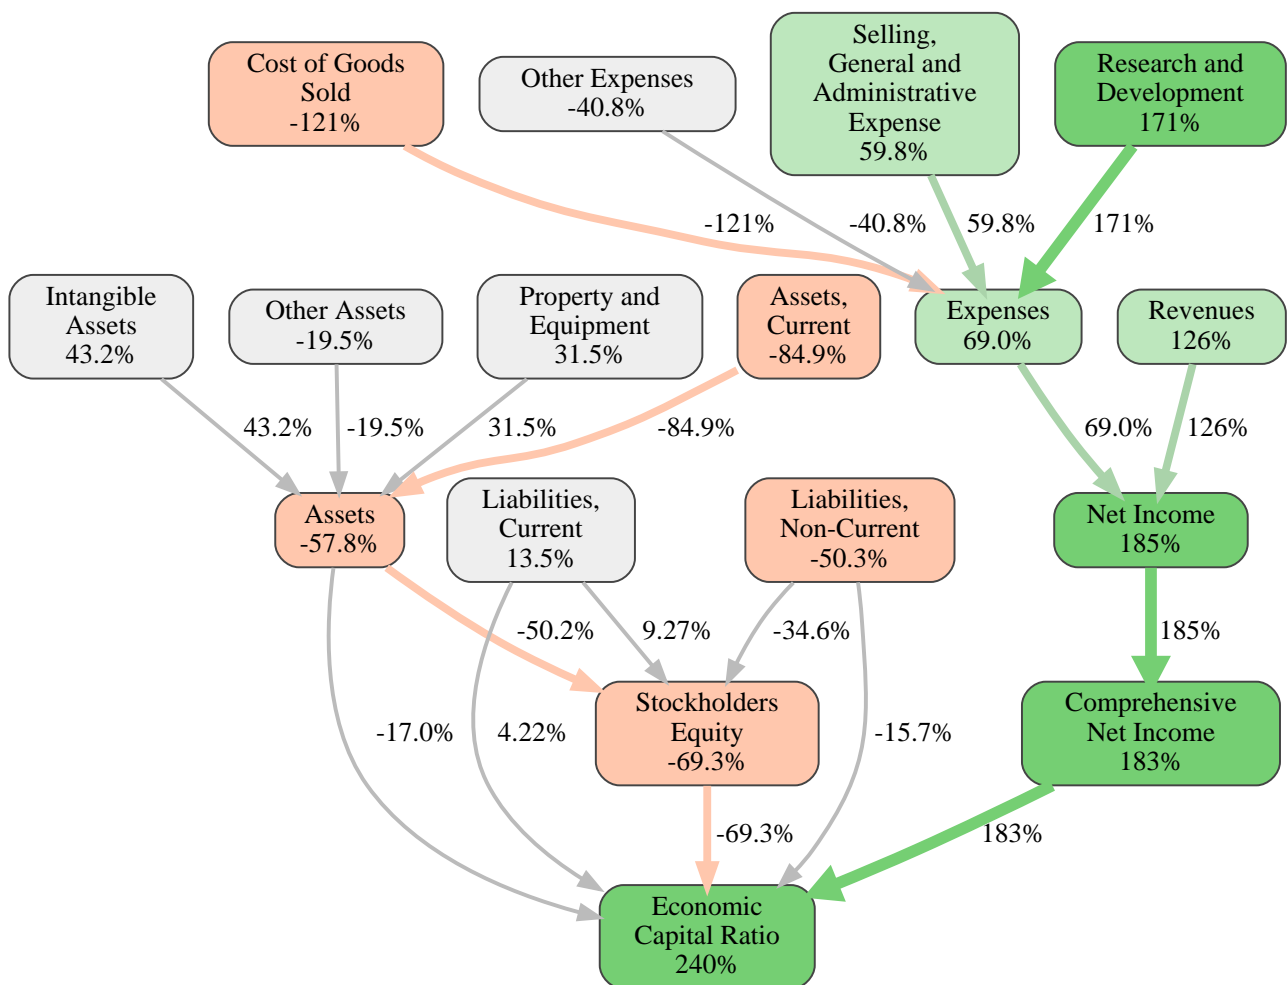 Cost of Goods
Sold
-121%
Other Expenses
-40.8%
Selling,
General and
Administrative
Expense
59.8%
Research and
Development
171%
-121%
-40.8%
59.8%
171%
Intangible
Assets
43.2%
Other Assets
-19.5%
Property and
Equipment
31.5%
Assets,
Current
-84.9%
Expenses
69.0%
Revenues
126%
43.2%
-19.5%
31.5%
-84.9%
69.0%
126%
Assets
-57.8%
Liabilities,
Current
13.5%
Liabilities,
Non-Current
-50.3%
Net Income
185%
-50.2%
9.27%
-34.6%
185%
Stockholders
Equity
-69.3%
Comprehensive
Net Income
183%
-17.0%
4.22%
-15.7%
-69.3%
183%
Economic
Capital Ratio
240%